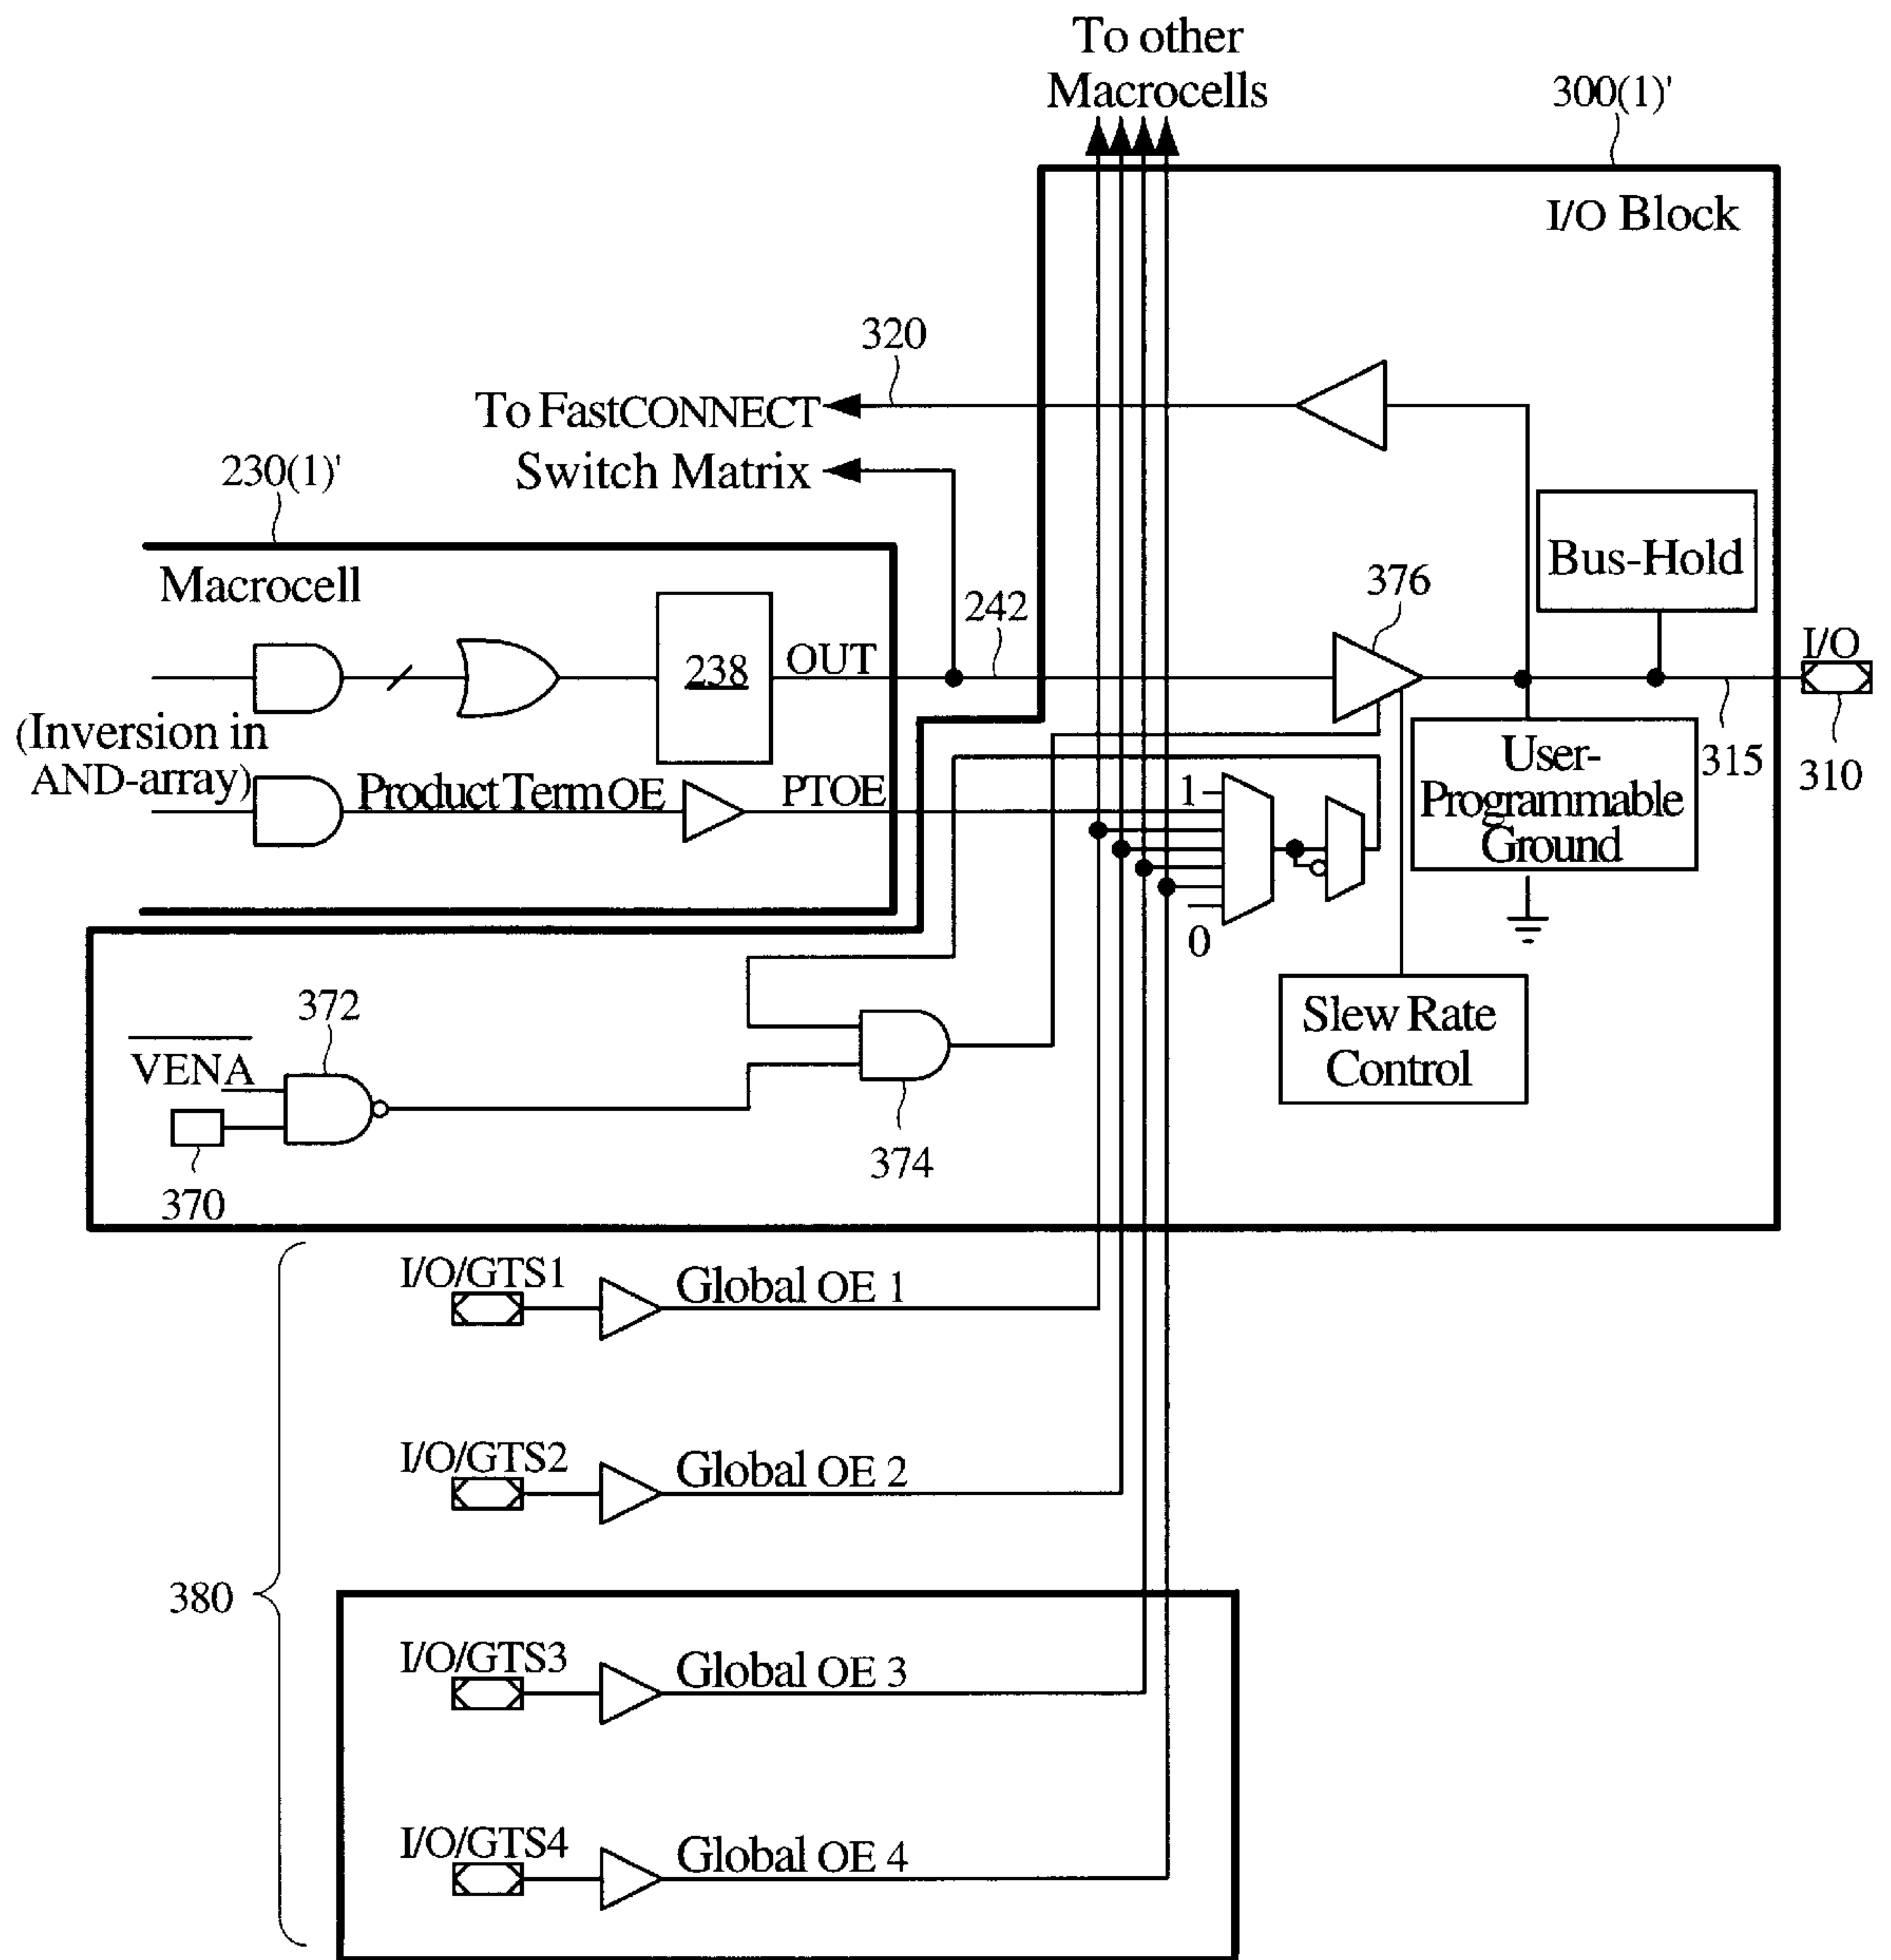 To other
Macrocells
300(1)'
I/O Block
320
To FastCONNECT
Switch Matrix
230(1)'
Macrocell
Bus-Hold
376
242
I/O
OUT
238
(Inversion in
AND-array)
Product Term OE
PTOE
1
0
User-
Programmable
Ground
315
310
372
VENA
370
374
Slew Rate
Control
I/O/GTS1
Global OE 1
I/O/GTS2
Global OE 2
380
I/O/GTS3
Global OE 3
I/O/GTS4
Global OE 4